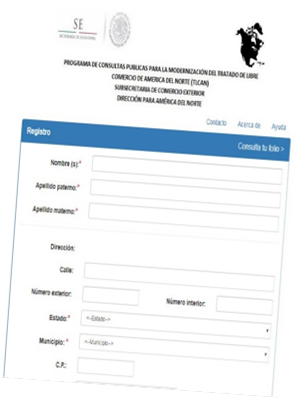 SE
SECRETARÍA DE ECONOMÍA
PROGRAMA DE CONSULTAS PUBLICAS PARA LA MODERNIZACIÓN DEL TRATADO DE LIBRE
COMERCIO DE AMERICA DEL NORTE (TLCAN)
SUBSECRETARIA DE COMERCIO EXTERIOR
DIRECCIÓN PARA AMÉRICA DEL NORTE
Contacto Acerca de Ayuda
Registro Consulta tu folio >
Nombre (s):*
Apellido paterno:*
Apellido materno:*
Dirección:
Calle:
Número exterior: Número interior:
Estado:* <-Estado->
Municipio:* <-Municipio->
C.P.: